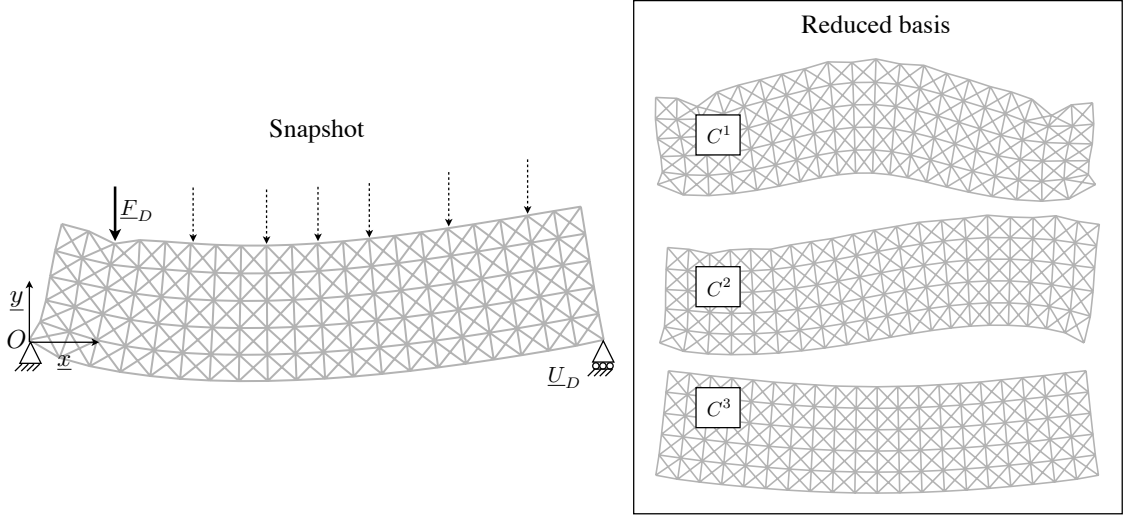 Snapshot
F_D
y
O
x
U_D
Reduced basis
C^1
C^2
C^3